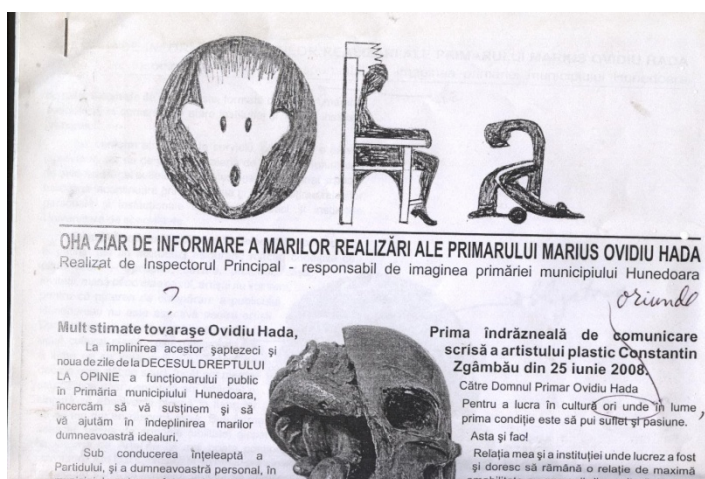 Oha
OHA ZIAR DE INFORMARE A MARILOR REALIZĂRI ALE PRIMARULUI MARIUS OVIDIU HADA
Realizat de Inspectorul Principal - responsabil de imaginea primăriei municipiului Hunedoara
?
Mult stimate tovaraşe Ovidiu Hada,
La împlinirea acestor şaptezeci şi
noua de zile de la DECESUL DREPTULUI
LA OPINIE a funcţionarului public
în Primăria municipiului Hunedoara,
încercăm să vă susţinem şi să
vă ajutăm în îndeplinirea marilor
dumneavoastră idealuri.
Sub conducerea înţeleaptă a
Partidului, şi a dumneavoastră personal, în
oriunde
Prima îndrăzneală de comunicare
scrisă a artistului plastic Constantin
Zgâmbău din 25 iunie 2008.
Către Domnul Primar Ovidiu Hada
Pentru a lucra în cultură ori unde în lume,
prima condiţie este să pui suflet şi pasiune.
Asta şi fac!
Relaţia mea şi a instituţiei unde lucrez a fost
şi doresc să rămână o relaţie de maximă